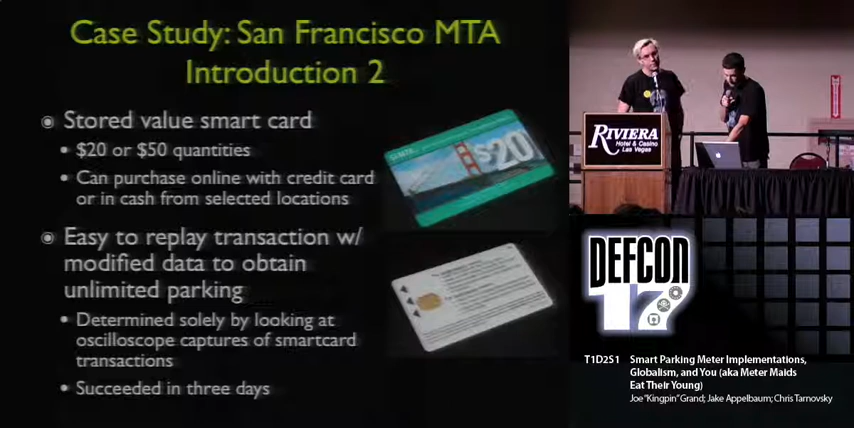 Case Study: San Francisco MTA
Introduction 2
Stored value smart card
$20 or $50 quantities
Can purchase online with credit card
or in cash from selected locations
Easy to replay transaction w/
modified data to obtain
unlimited parking
Determined solely by looking at
oscilloscope captures of smartcard
transactions
Succeeded in three days
$20
RIVIERA
Hotel & Casino
Las Vegas
DEFCON
17
T1D2S1 Smart Parking Meter Implementations,
Globalism, and You (aka Meter Maids
Eat Their Young)
Joe "Kingpin" Grand; Jake Appelbaum; Chris Tarnovsky